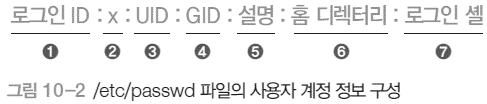 로그인 ID : x : UID : GID : 설명 : 홈 디렉터리 : 로그인 셸
❶ ❷ ❸ ❹ ❺ ❻ ❼
그림 10-2 /etc/passwd 파일의 사용자 계정 정보 구성